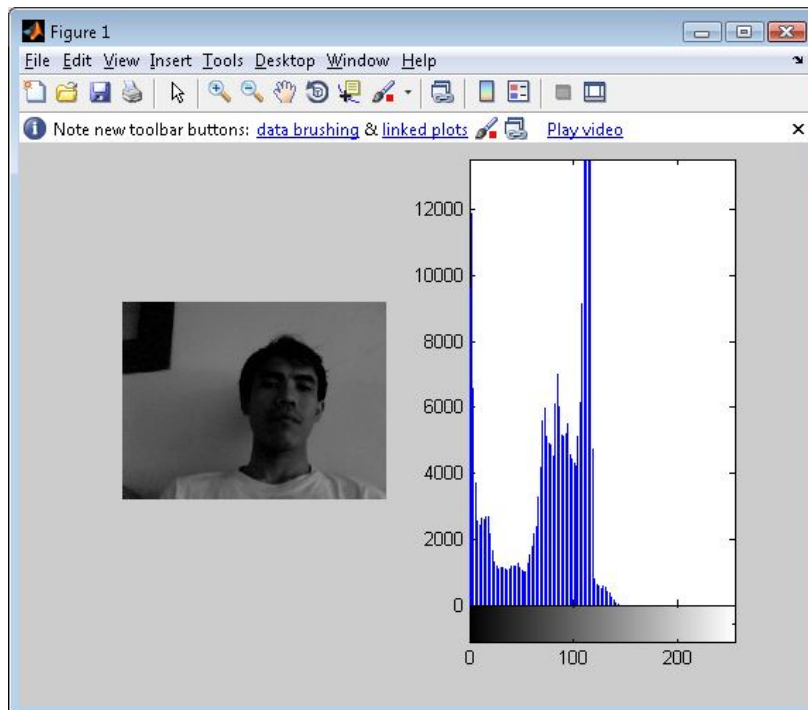 Figure 1
File Edit View Insert Tools Desktop Window Help
Note new toolbar buttons: data brushing & linked plots Play video
12000
10000
8000
6000
4000
2000
0
0 100 200